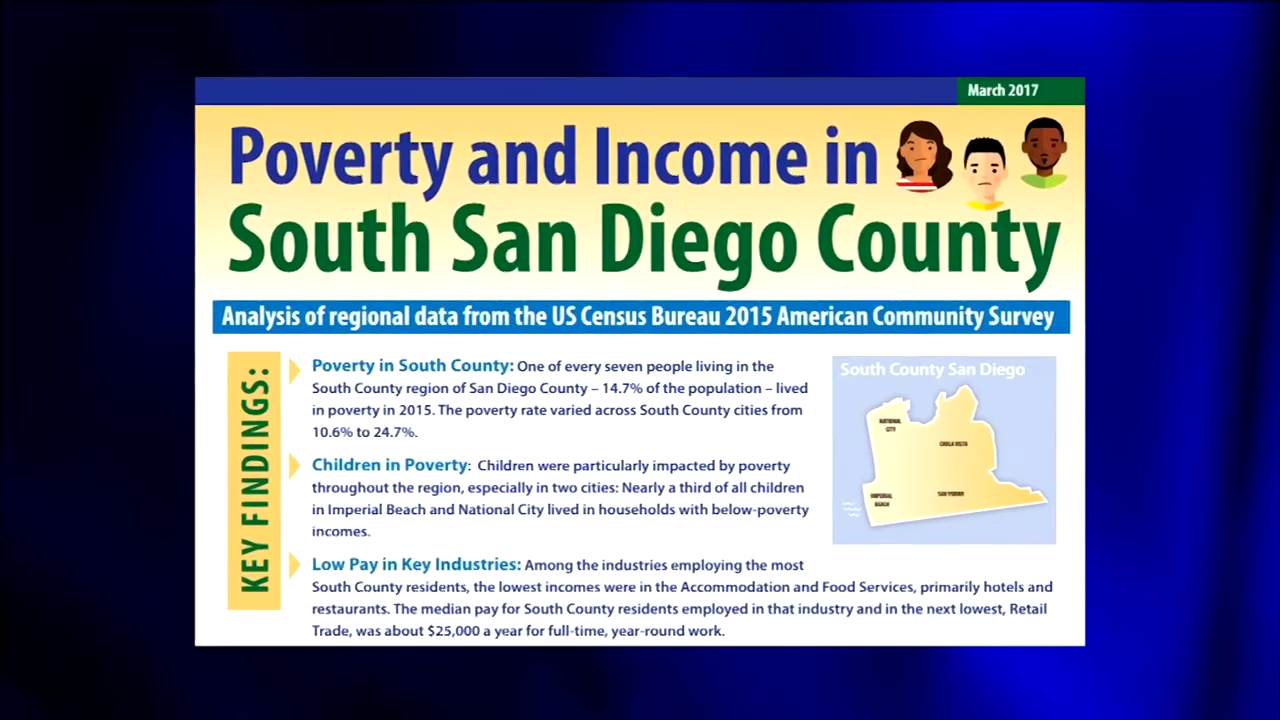 March 2017
Poverty and Income in
South San Diego County
Analysis of regional data from the US Census Bureau 2015 American Community Survey
KEY FINDINGS:
Poverty in South County: One of every seven people living in the
South County region of San Diego County – 14.7% of the population – lived
in poverty in 2015. The poverty rate varied across South County cities from
10.6% to 24.7%.
Children in Poverty: Children were particularly impacted by poverty
throughout the region, especially in two cities: Nearly a third of all children
in Imperial Beach and National City lived in households with below-poverty
incomes.
Low Pay in Key Industries: Among the industries employing the most
South County residents, the lowest incomes were in the Accommodation and Food Services, primarily hotels and
restaurants. The median pay for South County residents employed in that industry and in the next lowest, Retail
Trade, was about $25,000 a year for full-time, year-round work.
South County San Diego
NATIONAL
CITY
CHULA VISTA
IMPERIAL
BEACH
SAN YSIDRO